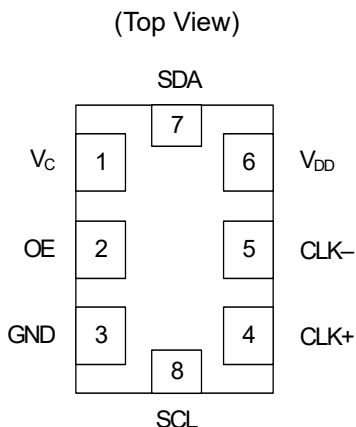 (Top View)
SDA
7
VC 1 6 VDD
OE 2 5 CLK–
GND 3 4 CLK+
8
SCL